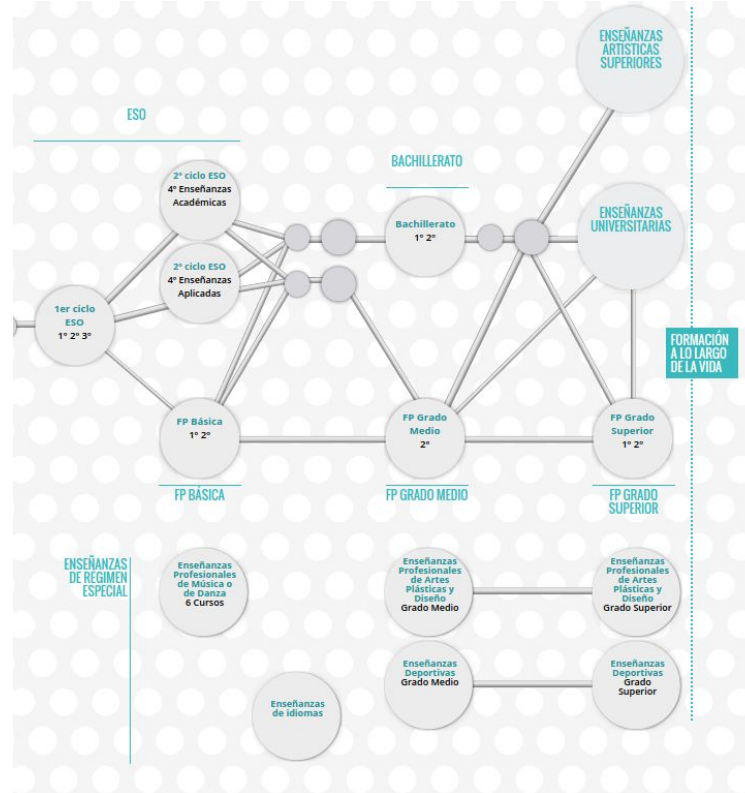 ENSEÑANZAS
ARTÍSTICAS
SUPERIORES
ESO
2º ciclo ESO
4º Enseñanzas
Académicas
BACHILLERATO
Bachillerato
1º 2º
ENSEÑANZAS
UNIVERSITARIAS
2º ciclo ESO
4º Enseñanzas
Aplicadas
1er ciclo
ESO
1º 2º 3º
FORMACIÓN
A LO LARGO
DE LA VIDA
FP Básica
1º 2º
FP Grado
Medio
2º
FP Grado
Superior
1º 2º
FP BÁSICA
FP GRADO MEDIO
FP GRADO
SUPERIOR
ENSEÑANZAS
DE RÉGIMEN
ESPECIAL
Enseñanzas
Profesionales
de Música o
de Danza
6 Cursos
Enseñanzas
Profesionales
de Artes
Plásticas y
Diseño
Grado Medio
Enseñanzas
Profesionales
de Artes
Plásticas y
Diseño
Grado Superior
Enseñanzas
Deportivas
Grado Medio
Enseñanzas
Deportivas
Grado
Superior
Enseñanzas
de idiomas